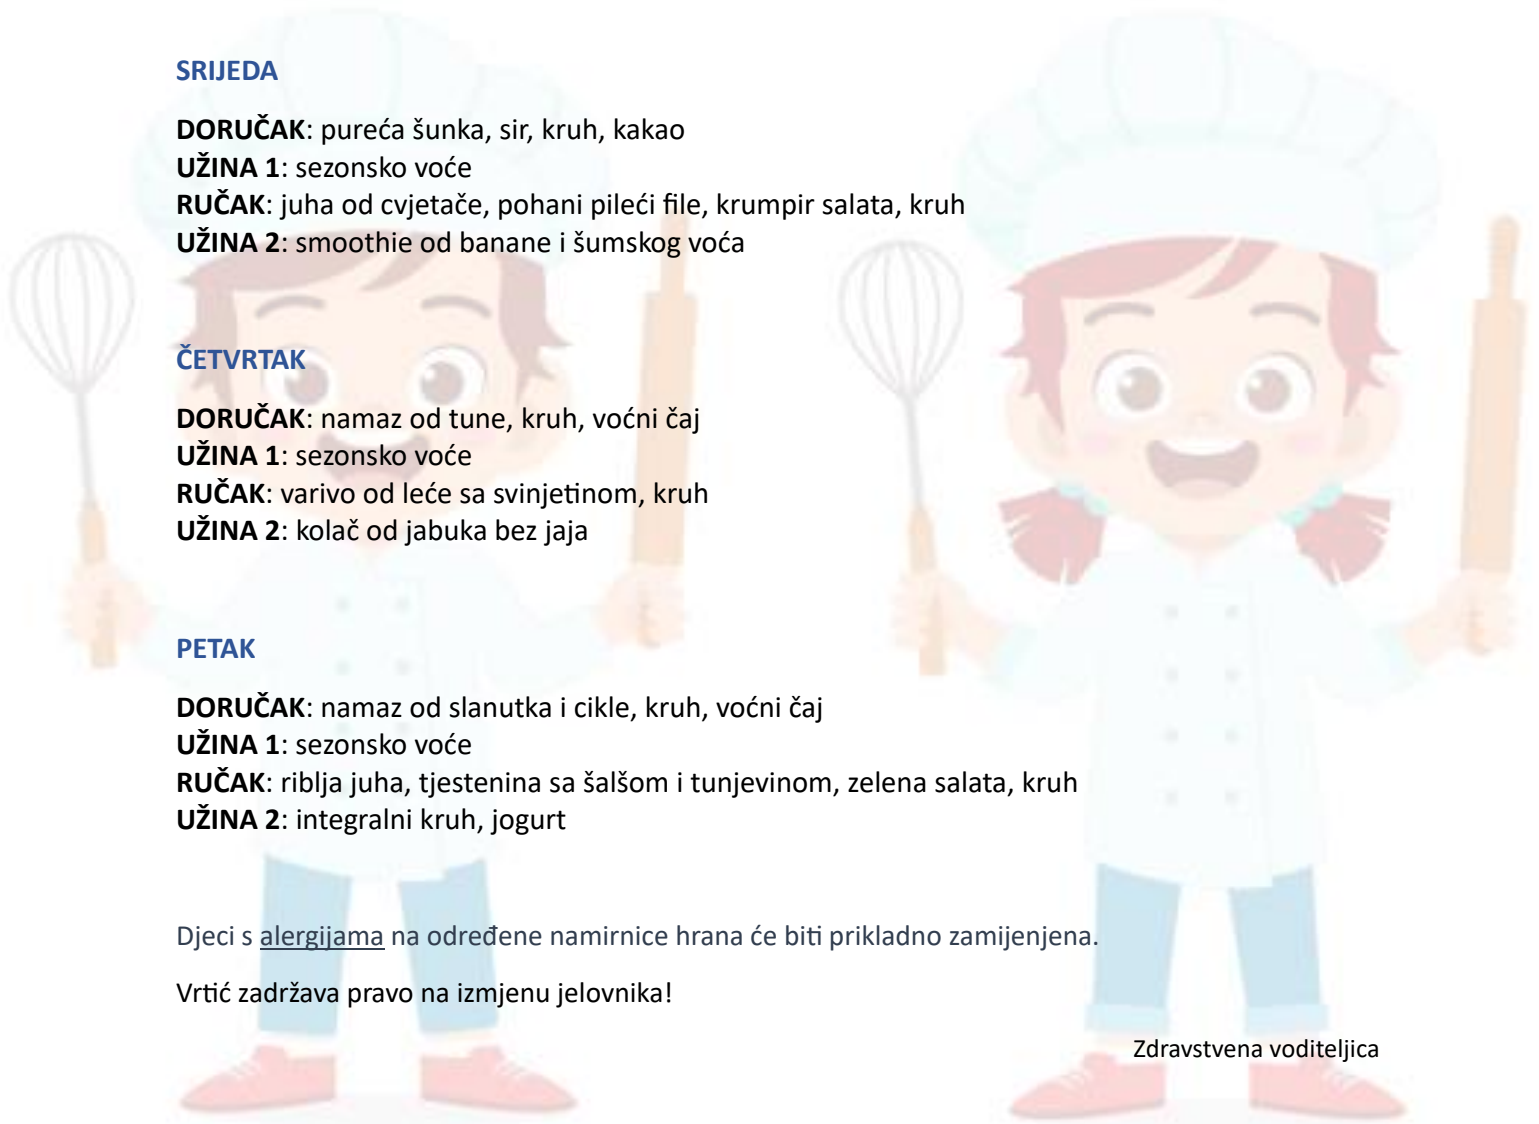 SRIJEDA
DORUČAK: pureća šunka, sir, kruh, kakao
UŽINA 1: sezonsko voće
RUČAK: juha od cvjetače, pohani pileći file, krumpir salata, kruh
UŽINA 2: smoothie od banane i šumskog voća
ČETVRTAK
DORUČAK: namaz od tune, kruh, voćni čaj
UŽINA 1: sezonsko voće
RUČAK: varivo od leće sa svinjetinom, kruh
UŽINA 2: kolač od jabuka bez jaja
PETAK
DORUČAK: namaz od slanutka i cikle, kruh, voćni čaj
UŽINA 1: sezonsko voće
RUČAK: riblja juha, tjestenina sa šalšom i tunjevinom, zelena salata, kruh
UŽINA 2: integralni kruh, jogurt
Djeci s alergijama na određene namirnice hrana će biti prikladno zamijenjena.
Vrtić zadržava pravo na izmjenu jelovnika!
Zdravstvena voditeljica